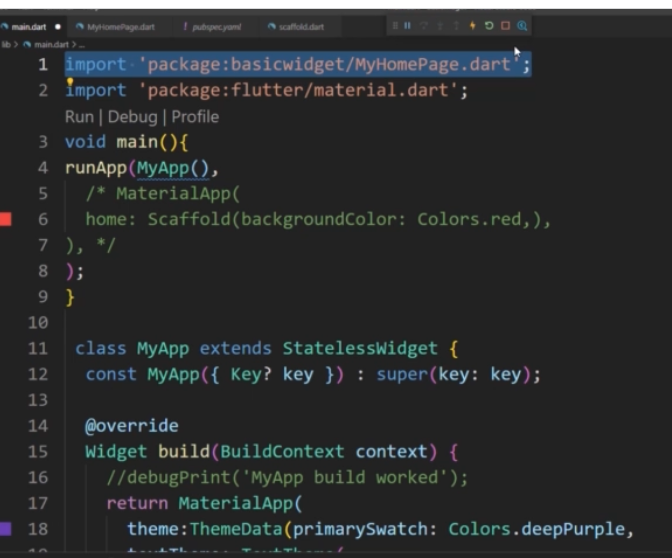 main.dart MyHomePage.dart pubspec.yaml scaffold.dart
lib > main.dart > ...
1 import 'package:basicwidget/MyHomePage.dart';
2 import 'package:flutter/material.dart';
Run | Debug | Profile
3 void main(){
4 runApp(MyApp(),
5 /* MaterialApp(
6 home: Scaffold(backgroundColor: Colors.red,),
7 ), */
8 );
9 }
10
11 class MyApp extends StatelessWidget {
12 const MyApp({ Key? key }) : super(key: key);
13
14 @override
15 Widget build(BuildContext context) {
16 //debugPrint('MyApp build worked');
17 return MaterialApp(
18 theme:ThemeData(primarySwatch: Colors.deepPurple,